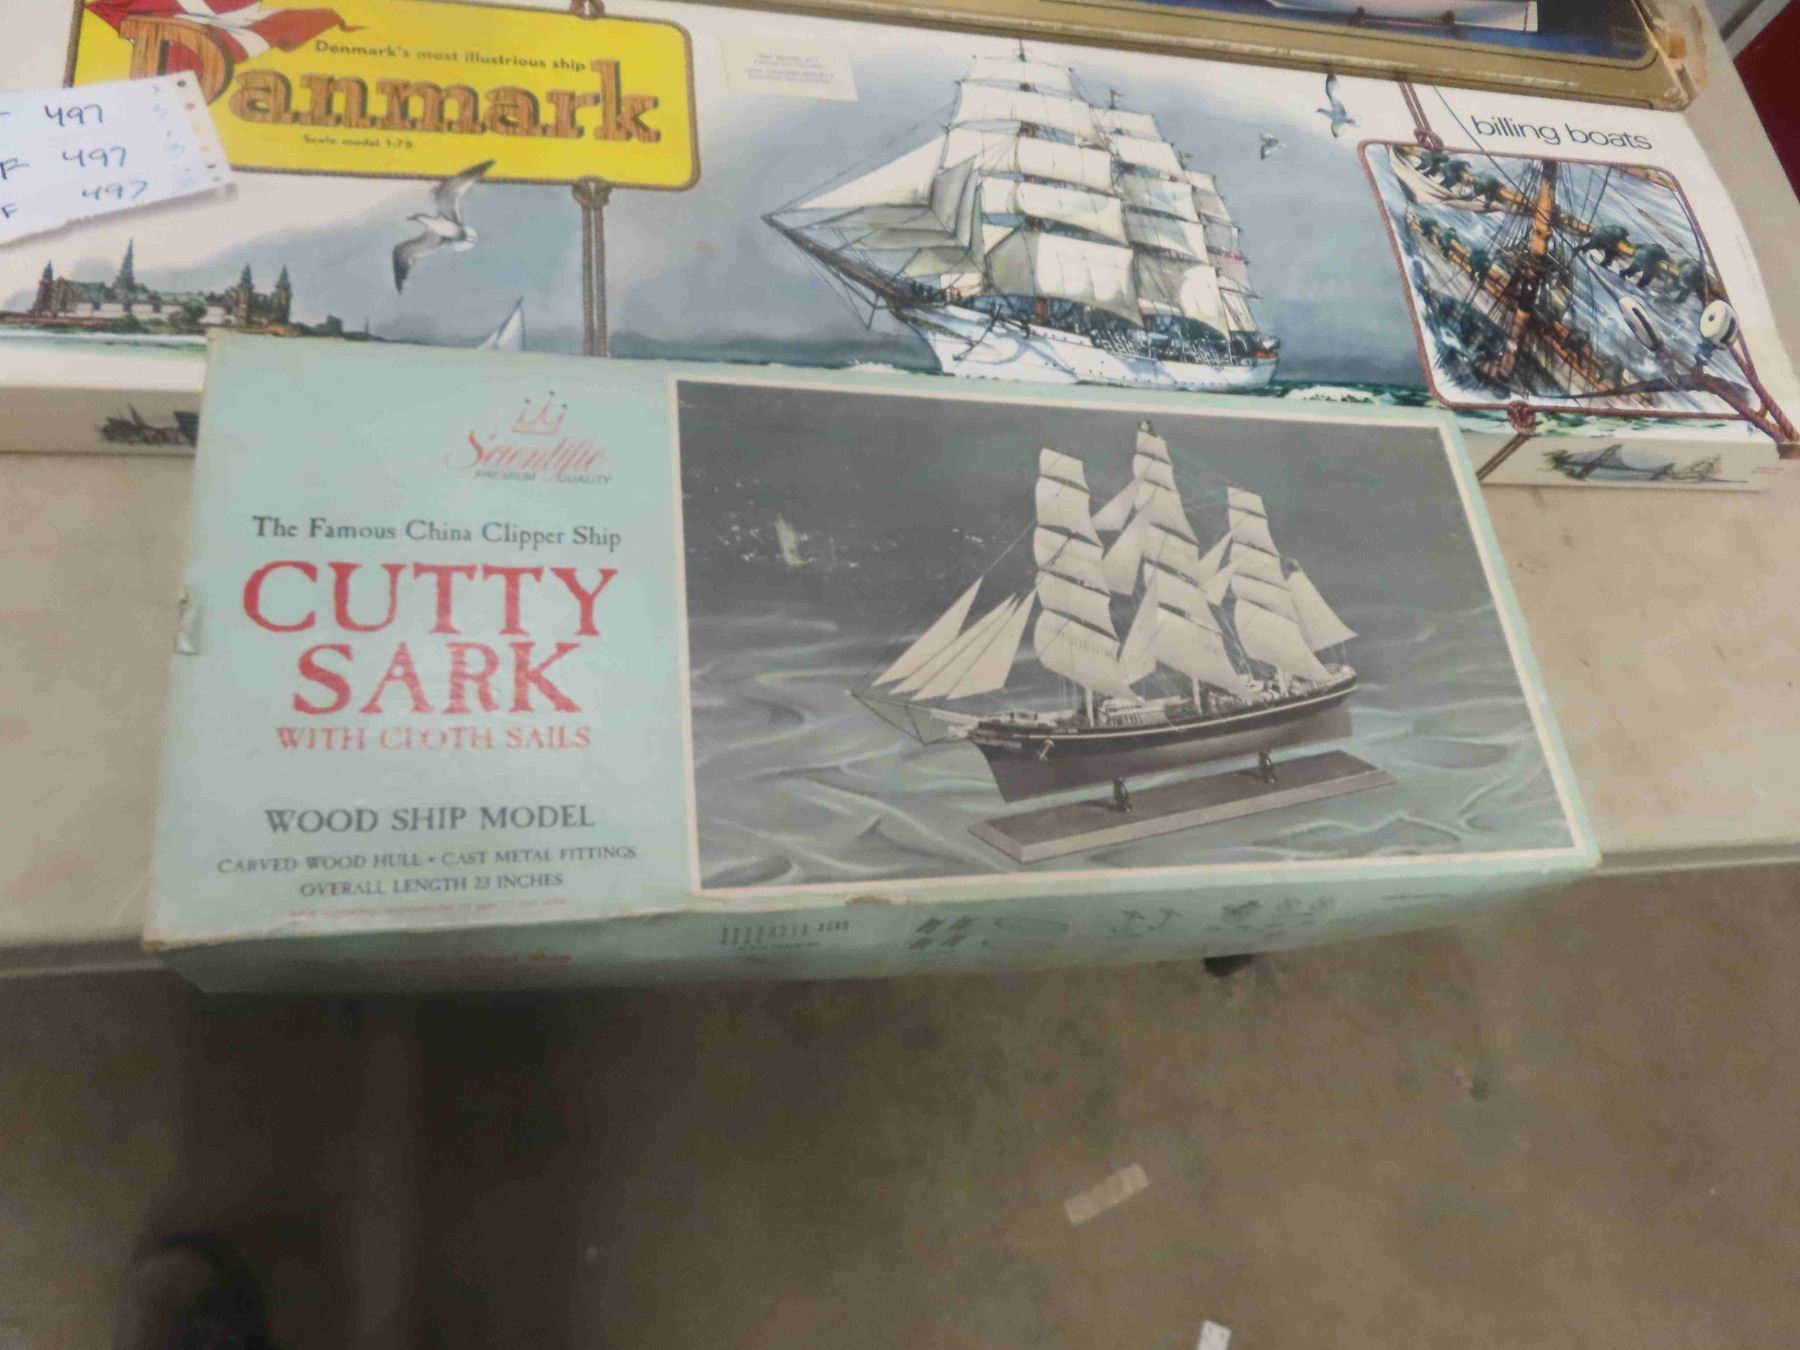 Denmark's most illustrious ship
Danmark
Scale model 1:75
497
F 497
F 497
billing boats
Scientific
PREMIUM QUALITY
The Famous China Clipper Ship
CUTTY
SARK
WITH CLOTH SAILS
WOOD SHIP MODEL
CARVED WOOD HULL • CAST METAL FITTINGS
OVERALL LENGTH 23 INCHES